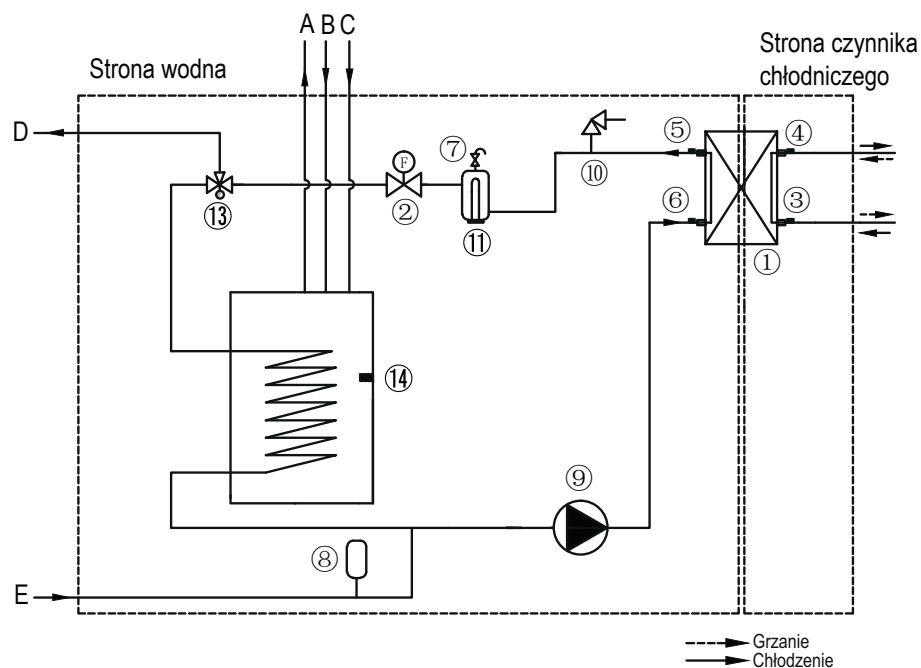 A B C
Strona czynnika
chłodniczego
Strona wodna
D
⑦
⑤
④
F
⑩
⑬
②
⑪
⑥
③
①
⑭
⑨
⑧
E
Grzanie
Chłodzenie